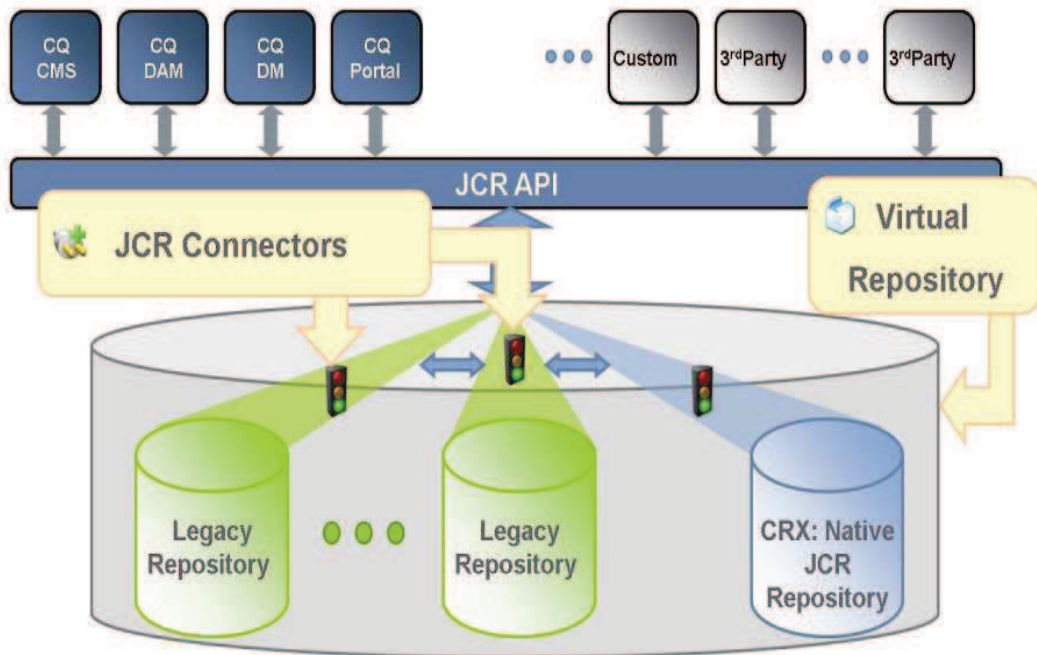 CQ
CMS
CQ
DAM
CQ
DM
CQ
Portal
Custom
3rdParty
3rdParty
JCR API
JCR Connectors
Virtual
Repository
Legacy
Repository
Legacy
Repository
CRX: Native
JCR
Repository